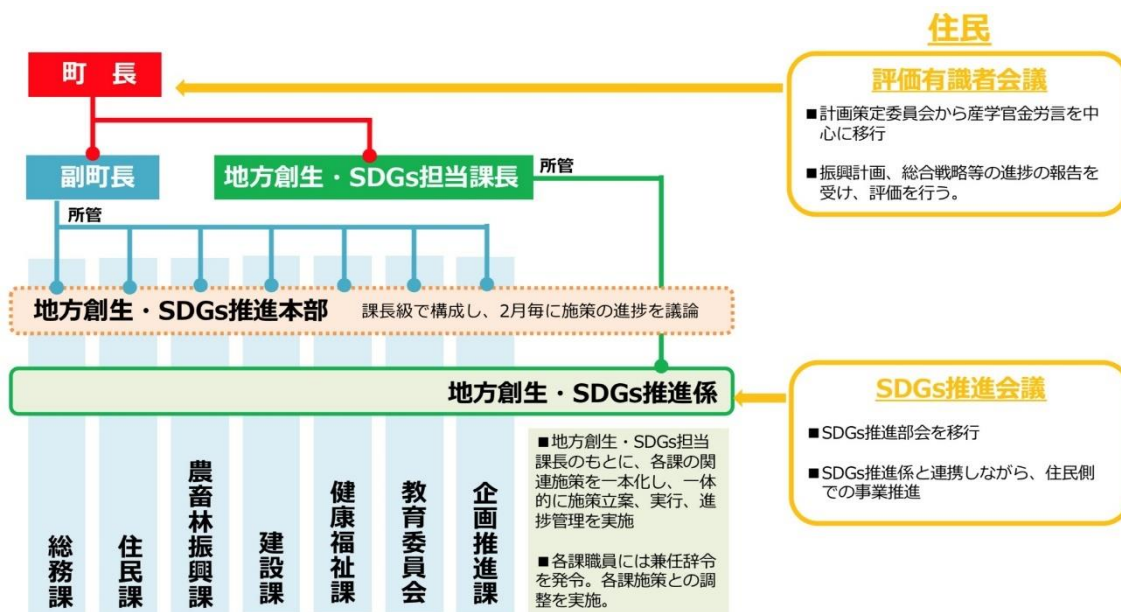 住民
町　長
評価有識者会議
■計画策定委員会から産学官金労言を中
心に移行
■振興計画、総合戦略等の進捗の報告を
受け、評価を行う。
副町長
地方創生・SDGs担当課長
所管
所管
地方創生・SDGs推進本部
課長級で構成し、2月毎に施策の進捗を議論
地方創生・SDGs推進係
SDGs推進会議
■SDGs推進部会を移行
■SDGs推進係と連携しながら、住民側
での事業推進
総務課
住民課
農畜林振興課
建設課
健康福祉課
教育委員会
企画推進課
■地方創生・SDGs担当
課長のもとに、各課の関
連施策を一本化し、一体
的に施策立案、実行、進
捗管理を実施
■各課職員には兼任辞令
を発令。各課施策との調
整を実施。